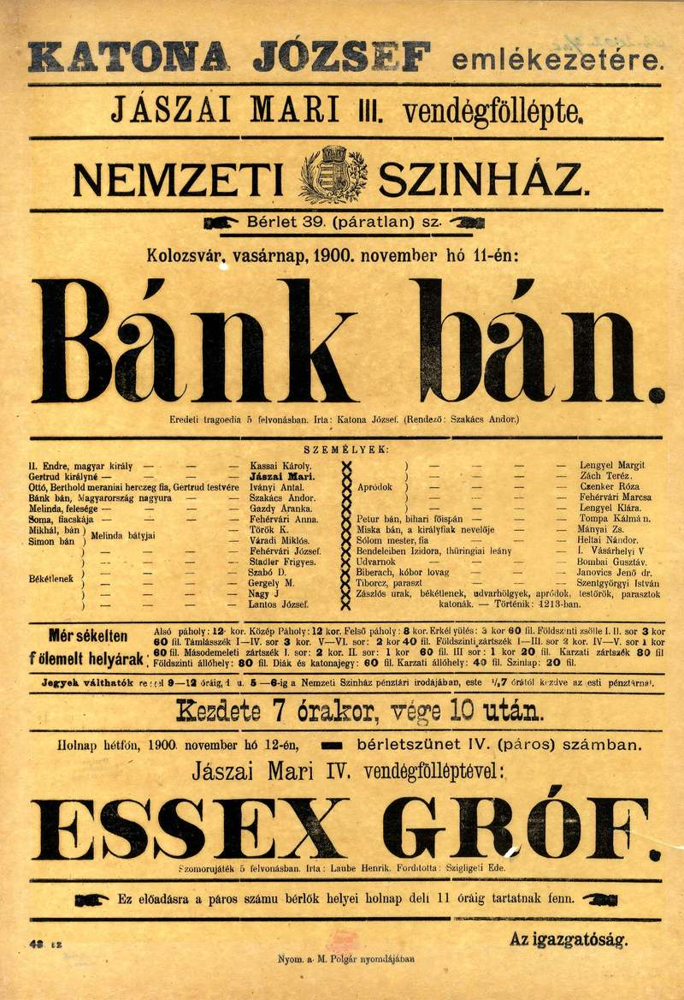 KATONA JÓZSEF emlékezetére.
JÁSZAI MARI III. vendégföllépte.
NEMZETI SZINHÁZ.
Bérlet 39. (páratlan) sz.
Kolozsvár, vasárnap, 1900. november hó 11-én:
Bánk bán.
Eredeti tragoedia 5 felvonásban. Irta: Katona József. (Rendező: Szakács Andor.)
SZEMÉLYEK:
II. Endre, magyar király — — — Kassai Károly.
Gertrud királyné — — — — Jászai Mari.
Ottó, Berthold meraniai herczeg fia, Gertrud testvére Iványi Antal.
Bánk bán, Magyarország nagyura — — Szakács Andor.
Melinda, felesége — — — — Gazdy Aranka.
Soma, fiacskája — — — — Fehérvári Anna.
Mikhál, bán ) Melinda bátyjai — — Török K.
Simon bán ) — — Váradi Miklós.
Békétlenek ) — — — — Fehérvári József.
) — — — — Stadler Frigyes.
) — — — — Szabó D.
) — — — — Gergely M.
) — — — — Nagy J
) — — — — Lantos József.
Apródok ) — — — — Lengyel Margit
) — — — — Zách Teréz.
) — — — — Czenker Róza
) — — — — Fehérvári Marcsa
) — — — — Lengyel Klára.
Petur bán, bihari főispán — — — Tompa Kálmán.
Miska bán, a királyfiak nevelője — — Mányai Zs.
Sólom mester, fia — — — — Heltai Nándor.
Bendeleiben Izidora, thüringiai leány — I. Vásárhelyi V
Udvarnok — — — — Bombai Gusztáv.
Biberach, kóbor lovag — — — Janovics Jenő dr.
Tiborcz, paraszt — — — — Szentgyörgyi István
Zászlós urak, békétlenek, udvarhölgyek, apródok, testőrök, parasztok
katonák. — Történik: 1213-ban.
Mérsékelten
fölemelt helyárak:
Alsó páholy: 12 kor. Közép Páholy: 12 kor. Felső páholy: 8 kor. Erkélyülés: 3 kor 60 fil. Földszinti zsölle I. II. sor 3 kor
60 fil. Támlásszék I—IV. sor 3 kor. V—VI. sor: 2 kor 40 fil. Földszinti zártszék I—III. sor 2 kor. IV—V. sor 1 kor
60 fil. Másodemeleti zártszék I. sor: 2 kor. II. sor: 1 kor 60 fil. III sor: 1 kor 20 fil. Karzati zártszék 80 fil
Földszinti állóhely: 80 fil. Diák és katonajegy: 60 fil. Karzati állóhely: 40 fil. Szinlap: 20 fil.
Jegyek válthatók reggel 9—12 óráig, d u. 5—6-ig a Nemzeti Szinház pénztári irodájában, este ½7 órától kezdve az esti pénztárnál.
Kezdete 7 órakor, vége 10 után.
Holnap hétfőn, 1900. november hó 12-én, bérletszünet IV. (páros) számban.
Jászai Mari IV. vendégfölléptével:
ESSEX GRÓF.
Szomorujáték 5 felvonásban. Irta: Laube Henrik. Forditotta: Szigligeti Ede.
Ez előadásra a páros számu bérlők helyei holnap deli 11 óráig tartatnak fenn.
Az igazgatóság.
Nyom. a. M. Polgár nyomdájában